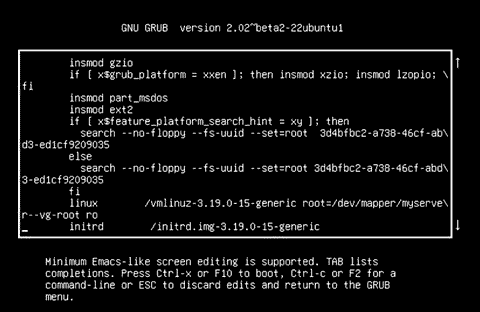 GNU GRUB  version 2.02~beta2-22ubuntu1
insmod gzio
if [ x$grub_platform = xxen ]; then insmod xzio; insmod lzopio; \
fi
insmod part_msdos
insmod ext2
if [ x$feature_platform_search_hint = xy ]; then
search --no-floppy --fs-uuid --set=root  3d4bfbc2-a738-46cf-ab\
d3-ed1cf9209035
else
search --no-floppy --fs-uuid --set=root 3d4bfbc2-a738-46cf-abd\
3-ed1cf9209035
fi
linux        /vmlinuz-3.19.0-15-generic root=/dev/mapper/myserve\
r--vg-root ro
initrd        /initrd.img-3.19.0-15-generic
Minimum Emacs-like screen editing is supported. TAB lists
completions. Press Ctrl-x or F10 to boot, Ctrl-c or F2 for a
command-line or ESC to discard edits and return to the GRUB
menu.